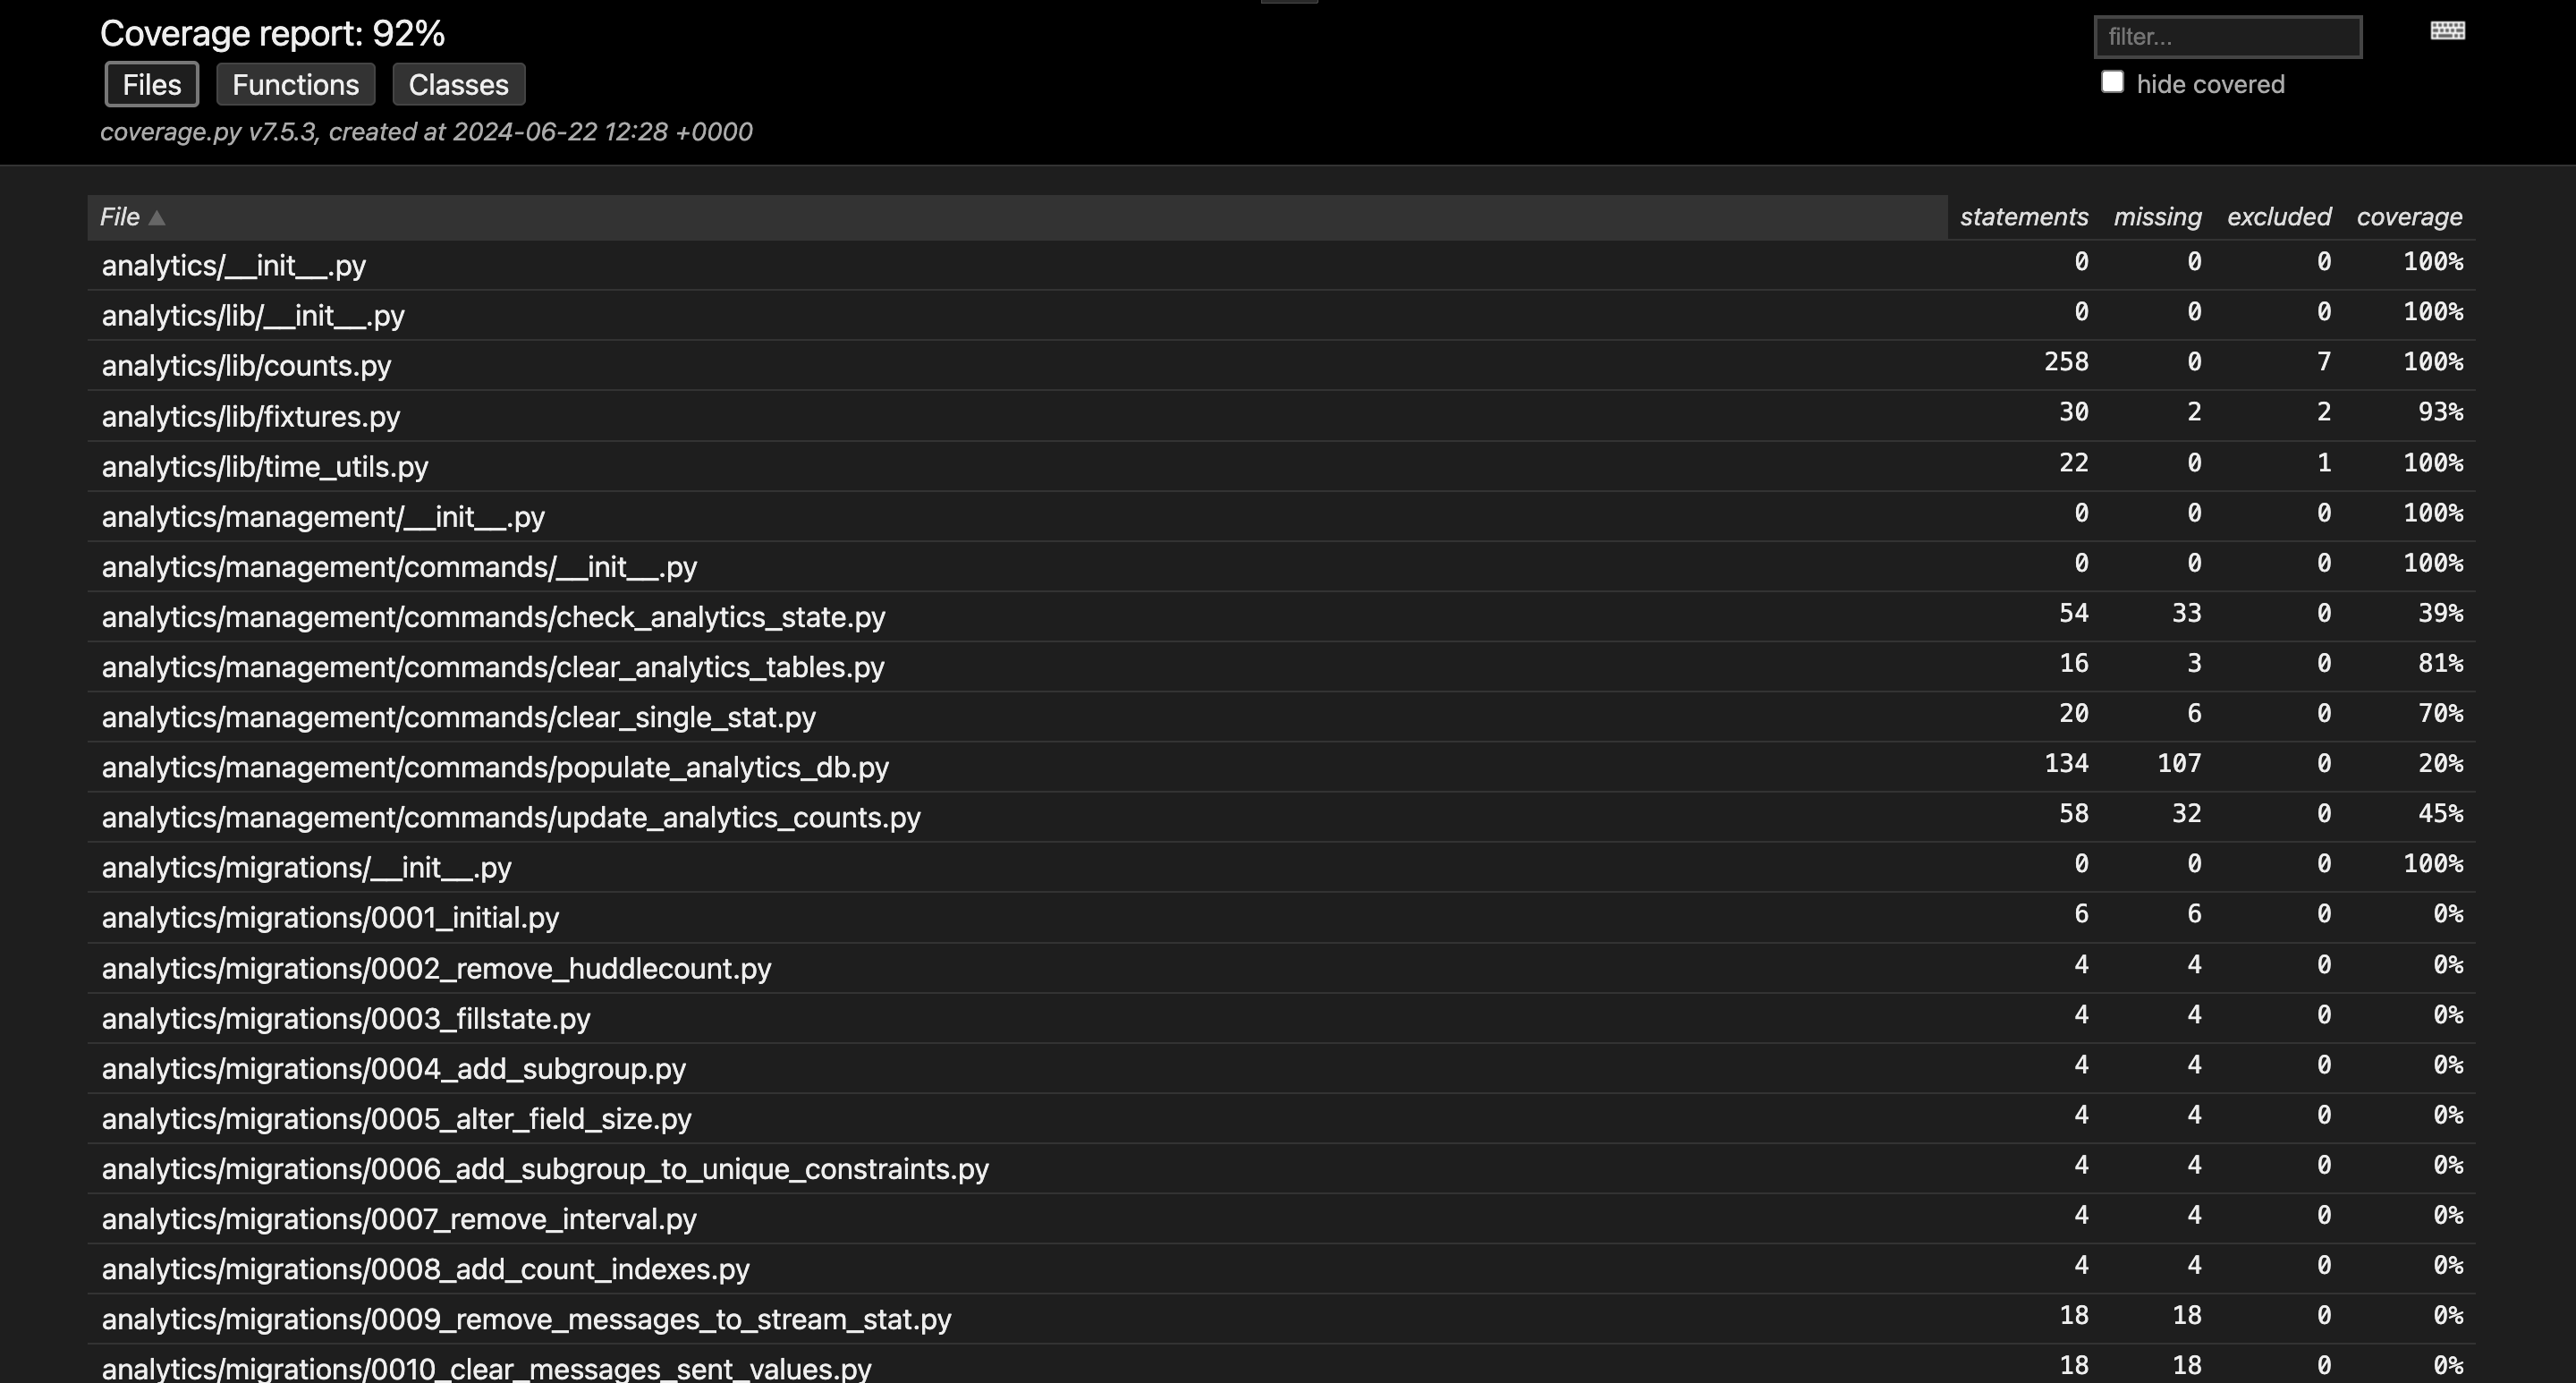 Coverage report: 92%
filter...
Files Functions Classes
hide covered
coverage.py v7.5.3, created at 2024-06-22 12:28 +0000
File ▲ statements missing excluded coverage
analytics/__init__.py 0 0 0 100%
analytics/lib/__init__.py 0 0 0 100%
analytics/lib/counts.py 258 0 7 100%
analytics/lib/fixtures.py 30 2 2 93%
analytics/lib/time_utils.py 22 0 1 100%
analytics/management/__init__.py 0 0 0 100%
analytics/management/commands/__init__.py 0 0 0 100%
analytics/management/commands/check_analytics_state.py 54 33 0 39%
analytics/management/commands/clear_analytics_tables.py 16 3 0 81%
analytics/management/commands/clear_single_stat.py 20 6 0 70%
analytics/management/commands/populate_analytics_db.py 134 107 0 20%
analytics/management/commands/update_analytics_counts.py 58 32 0 45%
analytics/migrations/__init__.py 0 0 0 100%
analytics/migrations/0001_initial.py 6 6 0 0%
analytics/migrations/0002_remove_huddlecount.py 4 4 0 0%
analytics/migrations/0003_fillstate.py 4 4 0 0%
analytics/migrations/0004_add_subgroup.py 4 4 0 0%
analytics/migrations/0005_alter_field_size.py 4 4 0 0%
analytics/migrations/0006_add_subgroup_to_unique_constraints.py 4 4 0 0%
analytics/migrations/0007_remove_interval.py 4 4 0 0%
analytics/migrations/0008_add_count_indexes.py 4 4 0 0%
analytics/migrations/0009_remove_messages_to_stream_stat.py 18 18 0 0%
analytics/migrations/0010_clear_messages_sent_values.py 18 18 0 0%